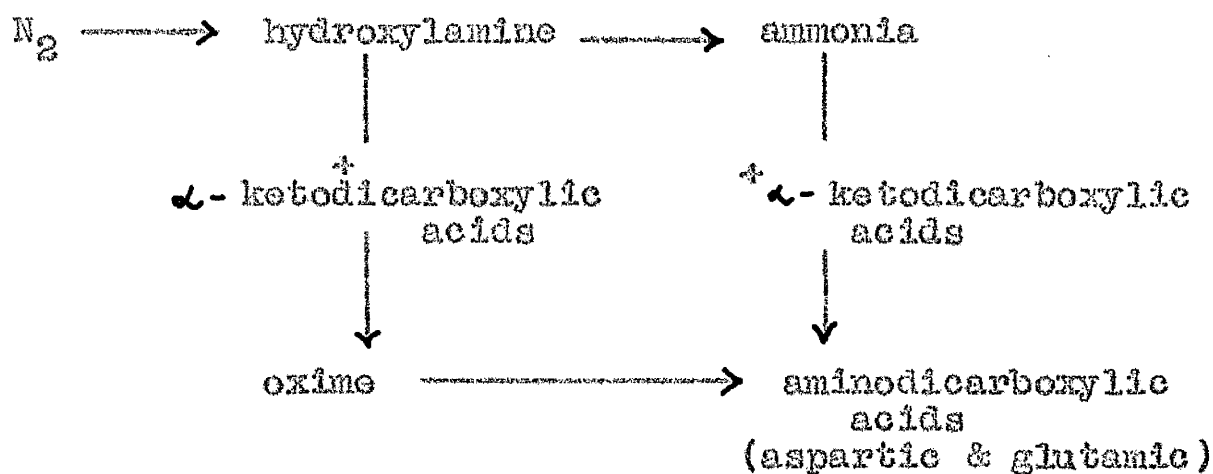 N₂ → hydroxylamine → ammonia
+ +
α- ketodicarboxylic α- ketodicarboxylic
acids acids
oxime → aminodicarboxylic
acids
(aspartic & glutamic)